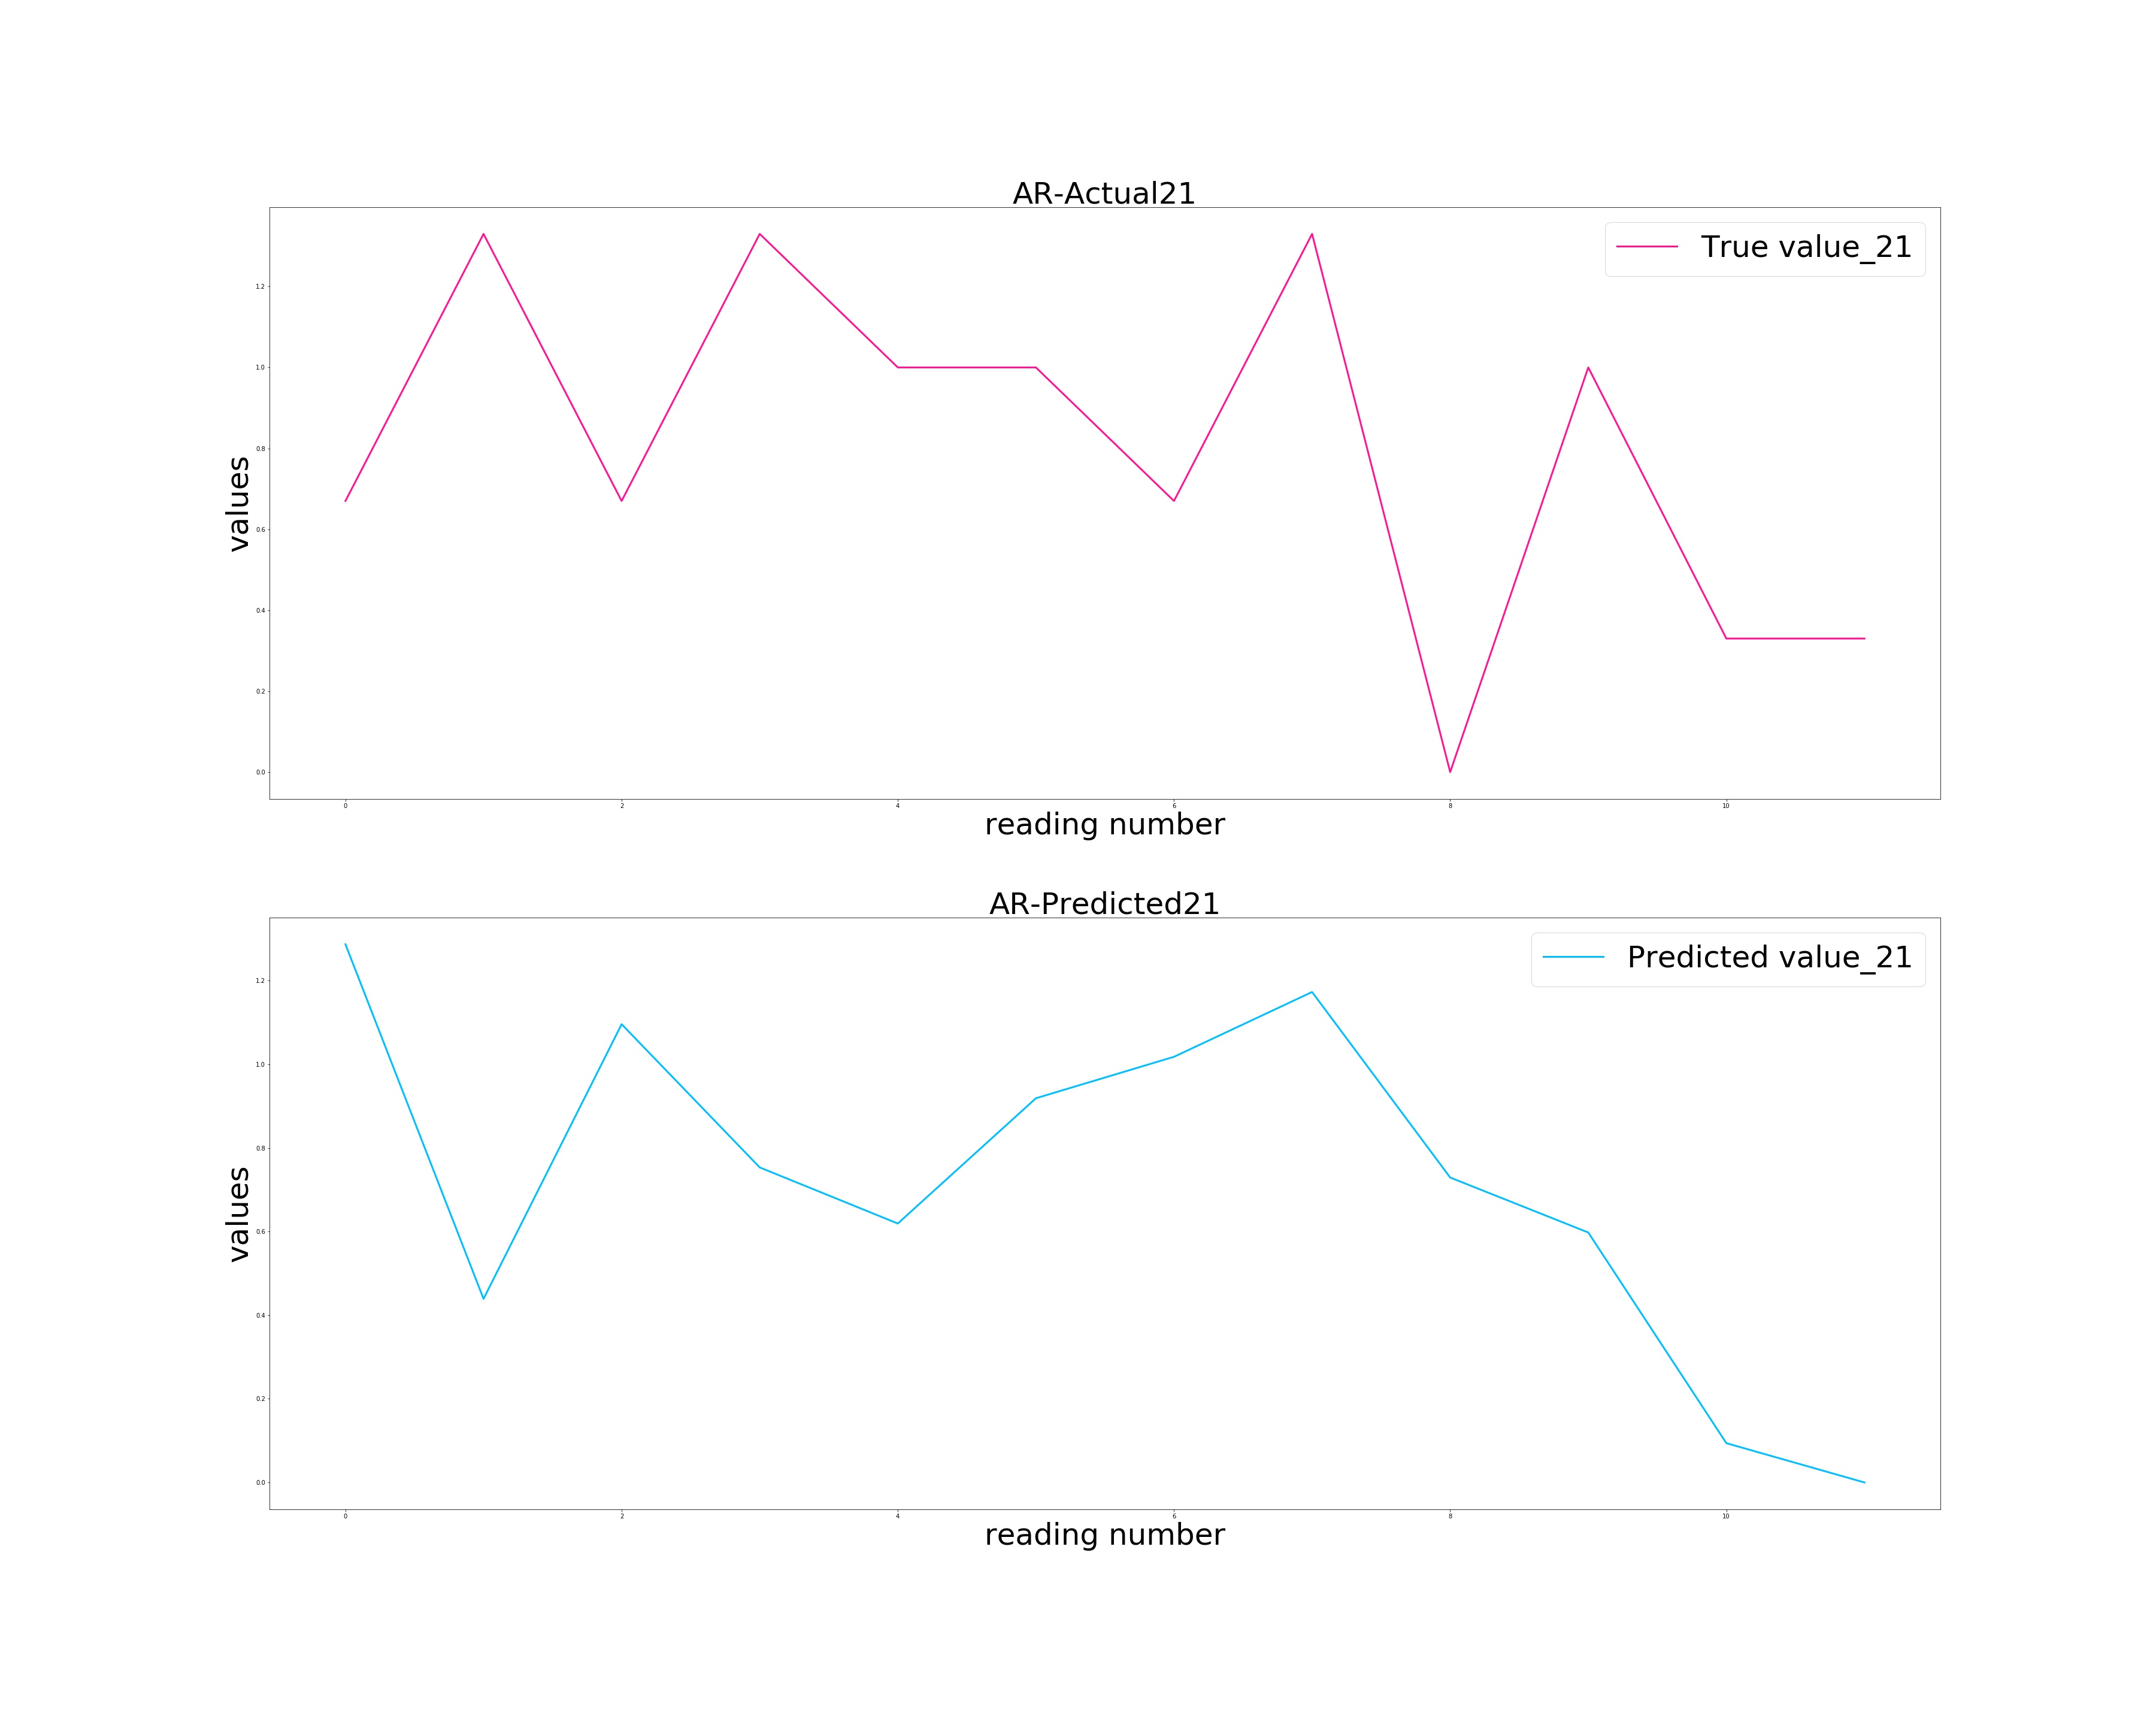 AR-Actual21
True value_21
values
1.2
1.0
0.8
0.6
0.4
0.2
0.0
0 2 4 6 8 10
reading number
AR-Predicted21
Predicted value_21
values
1.2
1.0
0.8
0.6
0.4
0.2
0.0
0 2 4 6 8 10
reading number